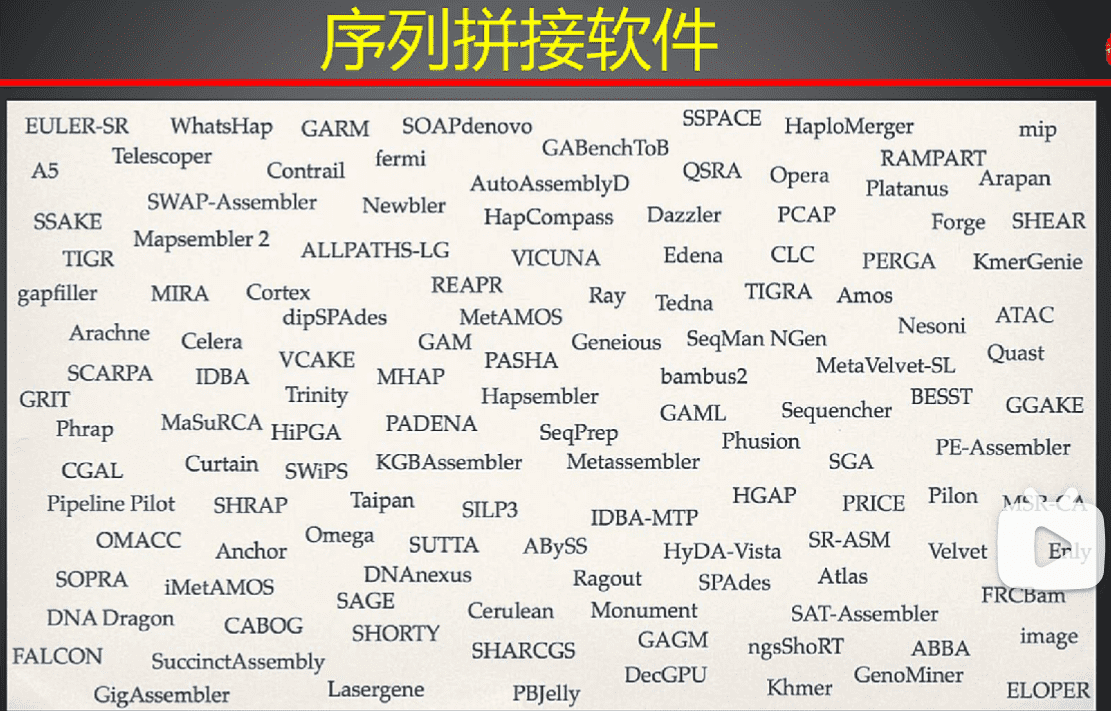 序列拼接软件
EULER-SR WhatsHap GARM SOAPdenovo SSPACE HaploMerger mip
A5 Telescoper Contrail fermi GABenchToB QSRA Opera RAMPART Platanus Arapan
SSAKE SWAP-Assembler Newbler AutoAssemblyD HapCompass Dazzler PCAP Forge SHEAR
TIGR Mapsembler 2 ALLPATHS-LG VICUNA Edena CLC PERGA KmerGenie
gapfiller MIRA Cortex REAPR Ray Tedna TIGRA Amos
Arachne Celera dipSPAdes MetAMOS GAM Geneious SeqMan NGen Nesoni ATAC
SCARPA IDBA VCAKE MHAP PASHA bambus2 MetaVelvet-SL Quast
GRIT Trinity Hapsembler GAML Sequencher BESST GGAKE
Phrap MaSuRCA HiPGA PADENA SeqPrep Phusion PE-Assembler
CGAL Curtain SWiPS KGBAssembler Metassembler SGA
Pipeline Pilot SHRAP Taipan SILP3 IDBA-MTP HGAP PRICE Pilon MSR-CA
OMACC Anchor Omega SUTTA ABySS HyDA-Vista SR-ASM Velvet
SOPRA iMetAMOS DNAnexus Ragout SPAdes Atlas FRCBam
DNA Dragon CABOG SAGE SHORTY Cerulean Monument SAT-Assembler image
FALCON SuccinctAssembly SHARCGS GAGM ngsShoRT ABBA
GigAssembler Lasergene PBJelly DecGPU Khmer GenoMiner ELOPER